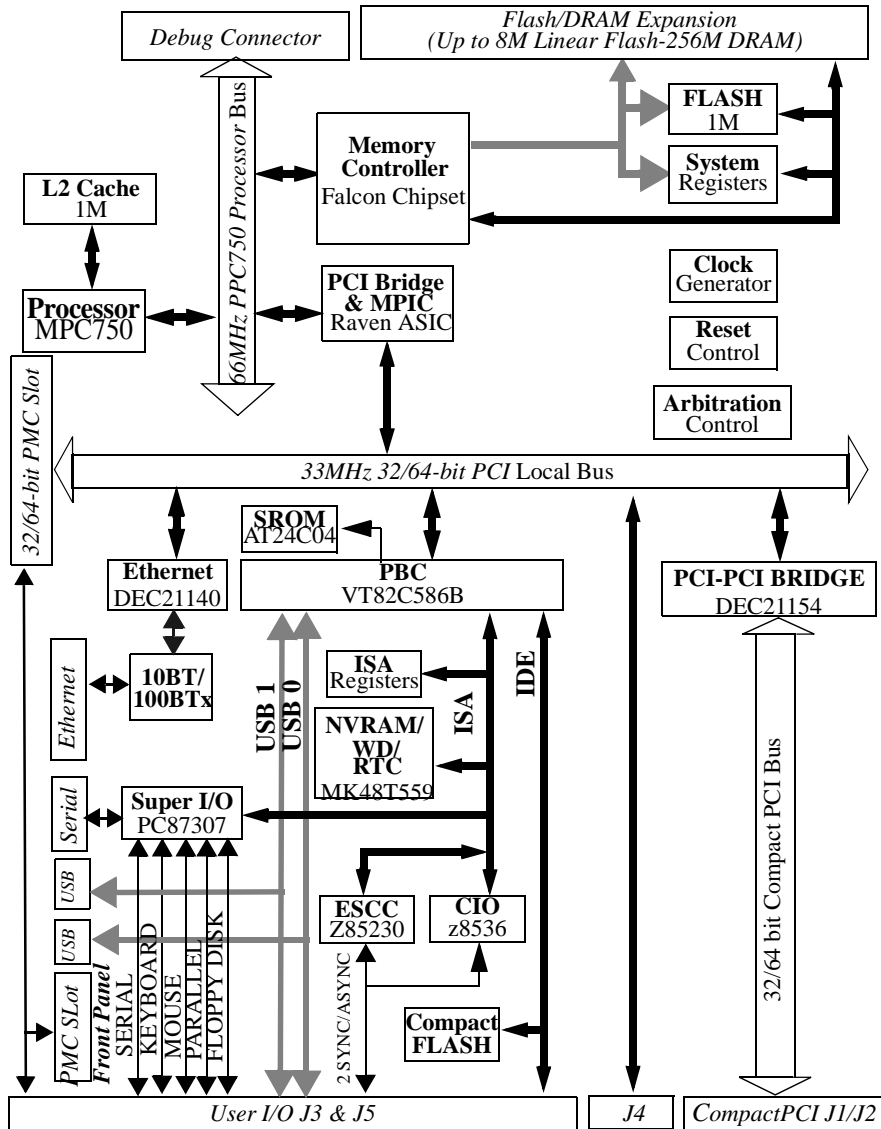 Debug Connector
Flash/DRAM Expansion
(Up to 8M Linear Flash-256M DRAM)
66MHz PPC750 Processor Bus
Memory
Controller
Falcon Chipset
FLASH
1M
System
Registers
L2 Cache
1M
Processor
MPC750
PCI Bridge
& MPIC
Raven ASIC
Clock
Generator
Reset
Control
Arbitration
Control
32/64-bit PMC Slot
33MHz 32/64-bit PCI Local Bus
SROM
AT24C04
Ethernet
DEC21140
PBC
VT82C586B
PCI-PCI BRIDGE
DEC21154
Ethernet
10BT/
100BTx
USB 1
USB 0
ISA
Registers
ISA
IDE
NVRAM/
WD/
RTC
MK48T559
32/64 bit Compact PCI Bus
Serial
Super I/O
PC87307
USB
USB
ESCC
Z85230
CIO
z8536
PMC SLot
Front Panel
SERIAL
KEYBOARD
MOUSE
PARALLEL
FLOPPY DISK
2 SYNC/ASYNC
Compact
FLASH
User I/O J3 & J5
J4
CompactPCI J1/J2